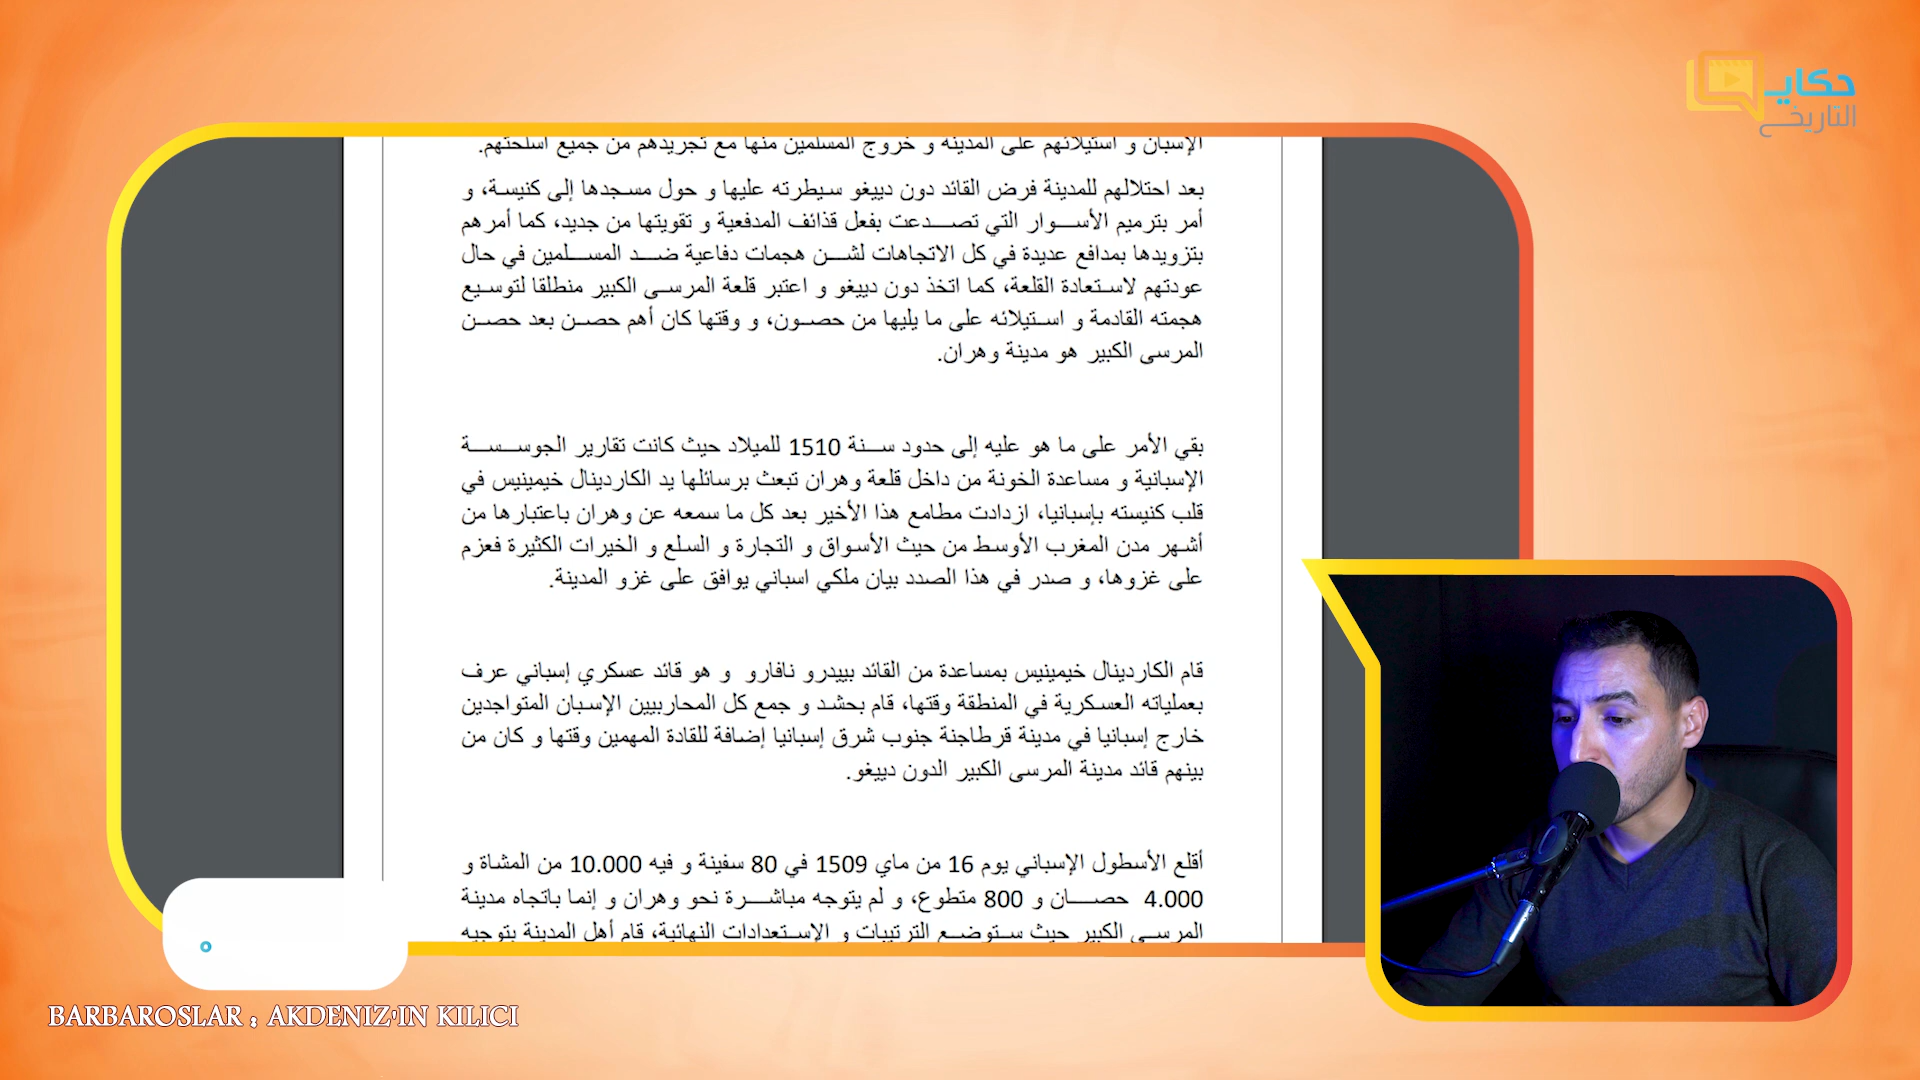 حكاية
التاريخ
الإسبان و استيلائهم على المدينة و خروج المسلمين منها مع تجريدهم من جميع أسلحتهم.
بعد احتلالهم للمدينة فرض القائد دون دييغو سيطرته عليها و حول مسجدها إلى كنيسة، و
أمر بترميم الأسوار التي تصدعت بفعل قذائف المدفعية و تقويتها من جديد، كما أمرهم
بتزويدها بمدافع عديدة في كل الاتجاهات لشن هجمات دفاعية ضد المسلمين في حال
عودتهم لاستعادة القلعة، كما اتخذ دون دييغو و اعتبر قلعة المرسى الكبير منطلقا لتوسيع
هجمته القادمة و استيلائه على ما يليها من حصون، و وقتها كان أهم حصن بعد حصن
المرسى الكبير هو مدينة وهران.
بقي الأمر على ما هو عليه إلى حدود سنة 1510 للميلاد حيث كانت تقارير الجوسسة
الإسبانية و مساعدة الخونة من داخل قلعة وهران تبعث برسائلها يد الكاردينال خيمينيس في
قلب كنيسته بإسبانيا، ازدادت مطامع هذا الأخير بعد كل ما سمعه عن وهران باعتبارها من
أشهر مدن المغرب الأوسط من حيث الأسواق و التجارة و السلع و الخيرات الكثيرة فعزم
على غزوها، و صدر في هذا الصدد بيان ملكي اسباني يوافق على غزو المدينة.
قام الكاردينال خيمينيس بمساعدة من القائد بييدرو نافارو و هو قائد عسكري إسباني عرف
بعملياته العسكرية في المنطقة وقتها، قام بحشد و جمع كل المحاربيين الإسبان المتواجدين
خارج إسبانيا في مدينة قرطاجنة جنوب شرق إسبانيا إضافة للقادة المهمين وقتها و كان من
بينهم قائد مدينة المرسى الكبير الدون دييغو.
أقلع الأسطول الإسباني يوم 16 من ماي 1509 في 80 سفينة و فيه 10.000 من المشاة و
4.000 حصان و 800 متطوع، و لم يتوجه مباشرة نحو وهران و إنما باتجاه مدينة
المرسى الكبير حيث ستوضع الترتيبات و الإستعدادات النهائية، قام أهل المدينة بتوجيه
BARBAROSLAR : AKDENIZ'IN KILICI